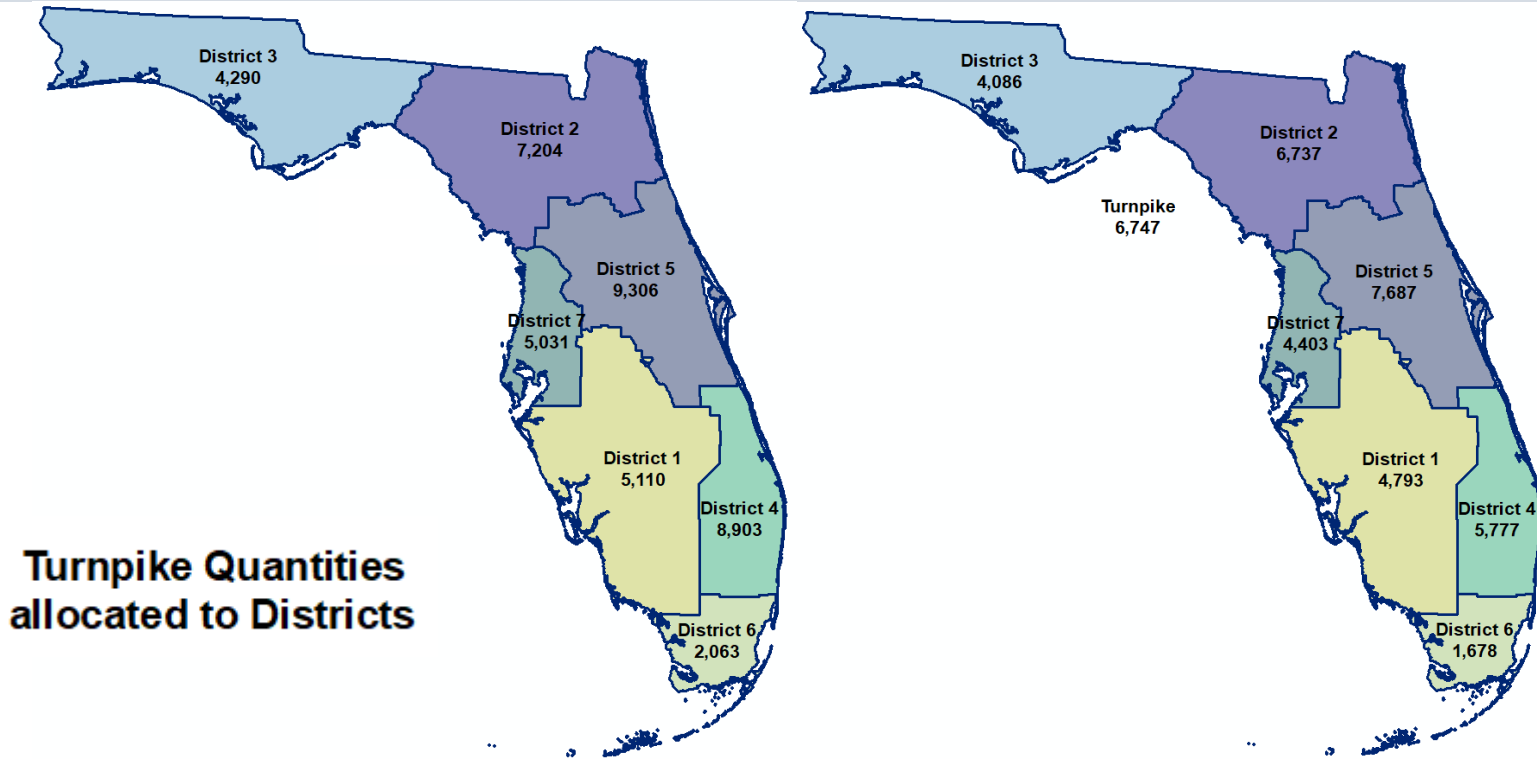 District 3
4,290
District 2
7,204
District 5
9,306
District 7
5,031
District 1
5,110
District 4
8,903
District 6
2,063
Turnpike Quantities
allocated to Districts
District 3
4,086
District 2
6,737
Turnpike
6,747
District 5
7,687
District 7
4,403
District 1
4,793
District 4
5,777
District 6
1,678